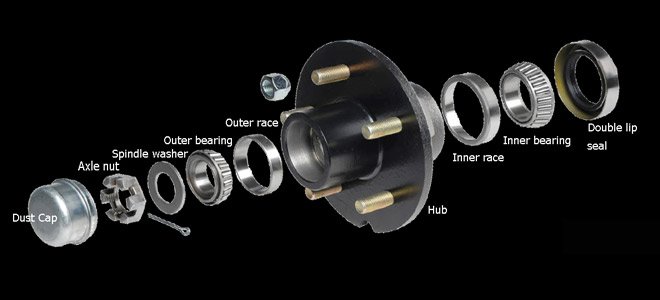 Dust Cap
Axle nut
Spindle washer
Outer bearing
Outer race
Hub
Inner race
Inner bearing
Double lip
seal